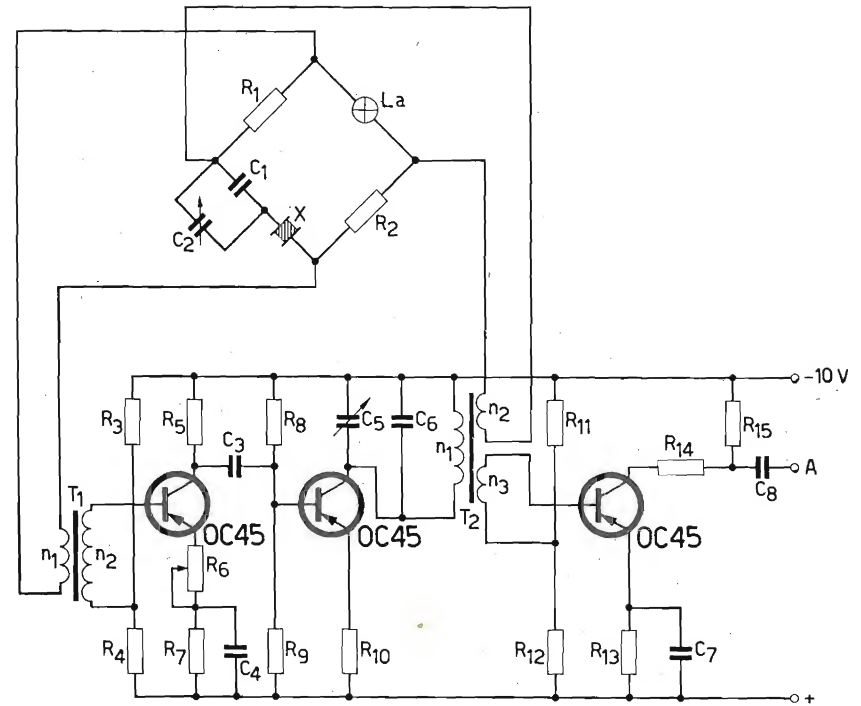 R1
La
C1
C2
X
R2
-10 V
R3
R5
R8
C5
C6
n2
R11
R15
C3
n1
R14
A
n3
C8
T1
T2
OC45
OC45
OC45
n1
n2
R6
R4
R7
C4
R9
R10
R12
R13
C7
+